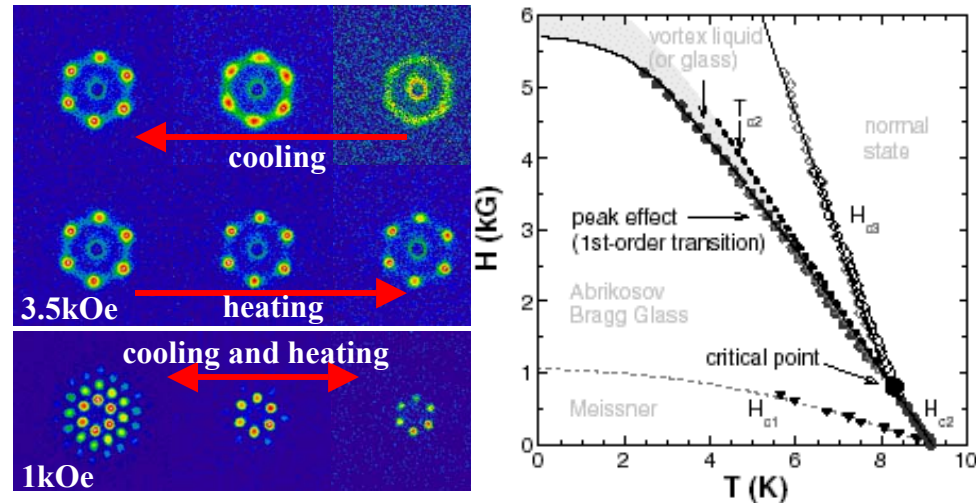 cooling
heating
3.5kOe
cooling and heating
1kOe
H (kG)
6
5
4
3
2
1
0
0
2
4
6
8
10
T (K)
vortex liquid
(or glass)
T
c2
normal
state
H
c3
peak effect
(1st-order transition)
Abrikosov
Bragg Glass
critical point
Meissner
H
c1
H
c2